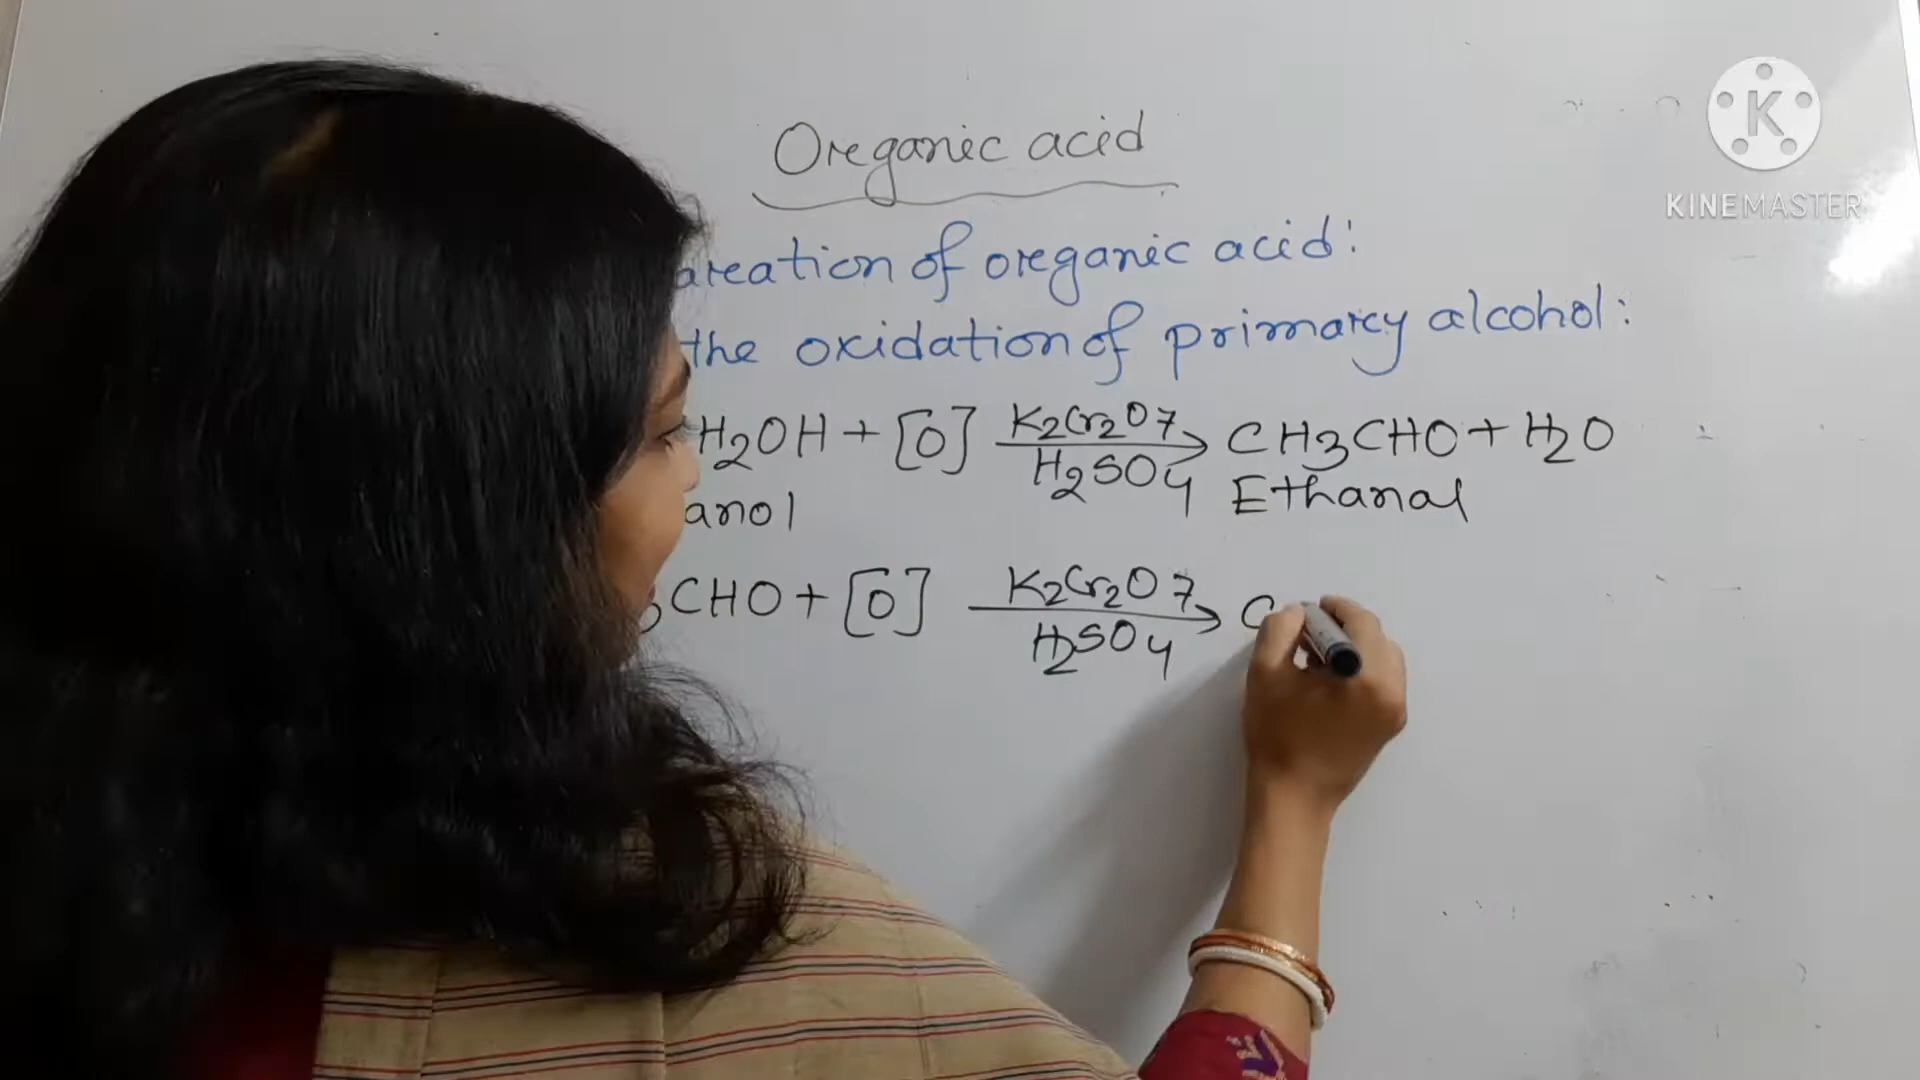 Oreganic acid
KINEMASTER
areation of oreganic acid:
the oxidation of primarcy alcohol:
H2OH + [O] K2Cr2O7 H2SO4 → CH3CHO + H2O
anol Ethanal
3CHO + [O] K2Cr2O7 H2SO4 → C